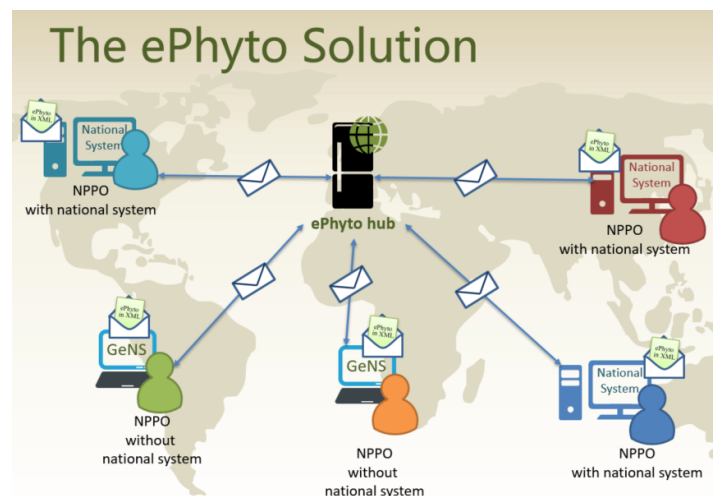 The ePhyto Solution
ePhyto
in XML
National
System
NPPO
with national system
ePhyto hub
ePhyto
in XML
National
System
NPPO
with national system
ePhyto
in XML
GeNS
NPPO
without
national system
ePhyto
in XML
GeNS
NPPO
without
national system
ePhyto
in XML
National
System
NPPO
with national system